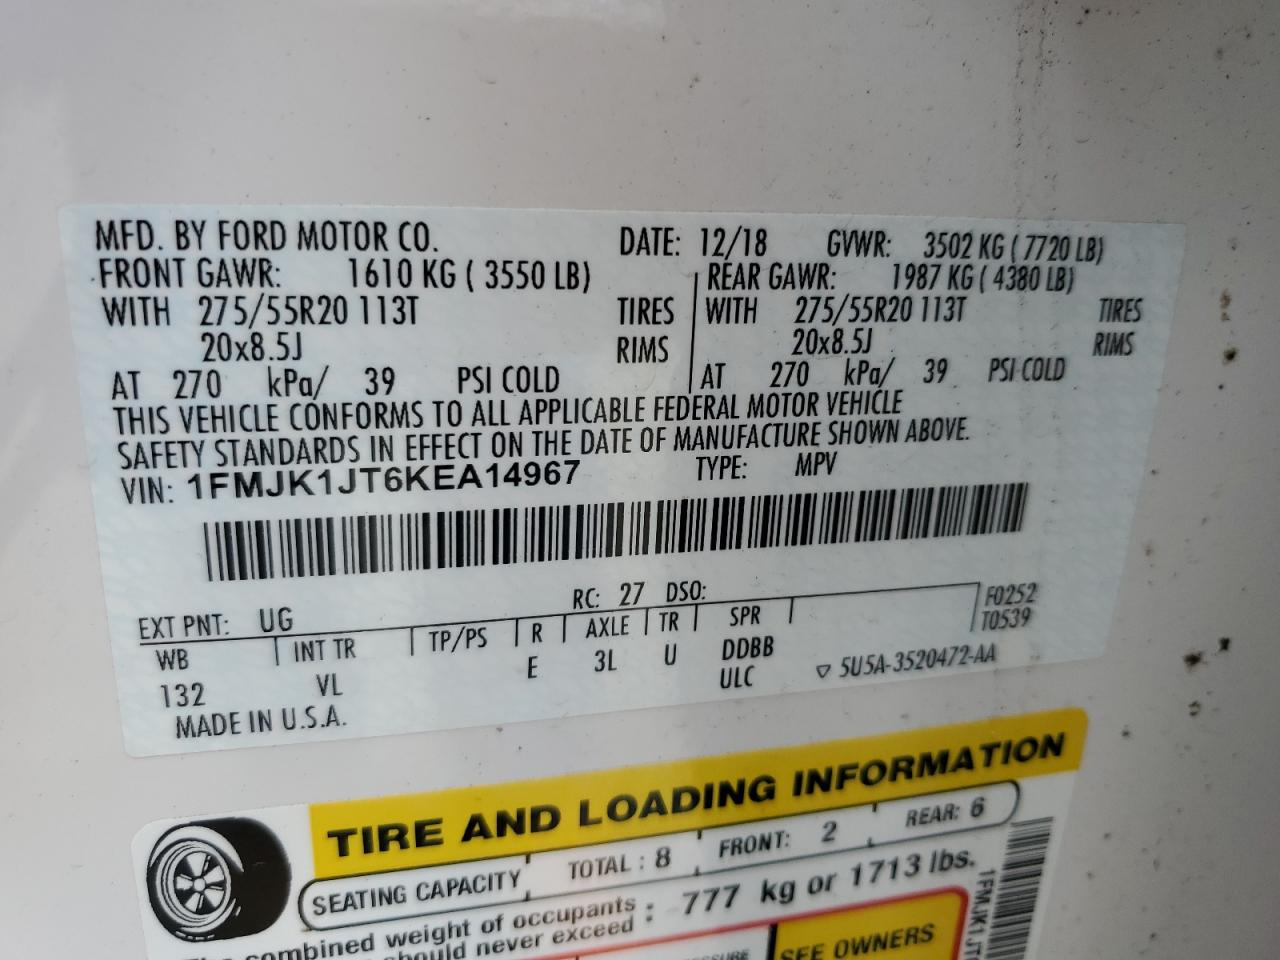 MFD. BY FORD MOTOR CO. DATE: 12/18 GVWR: 3502 KG ( 7720 LB)
FRONT GAWR: 1610 KG ( 3550 LB) REAR GAWR: 1987 KG ( 4380 LB)
WITH 275/55R20 113T TIRES WITH 275/55R20 113T TIRES
20x8.5J RIMS 20x8.5J RIMS
AT 270 kPa/ 39 PSI COLD AT 270 kPa/ 39 PSI COLD
THIS VEHICLE CONFORMS TO ALL APPLICABLE FEDERAL MOTOR VEHICLE
SAFETY STANDARDS IN EFFECT ON THE DATE OF MANUFACTURE SHOWN ABOVE.
VIN: 1FMJK1JT6KEA14967 TYPE: MPV
EXT PNT: UG RC: 27 DSO: F0252
WB INT TR TP/PS R AXLE TR SPR T0539
132 VL E 3L U DDBB
ULC ▽ 5U5A-3520472-AA
MADE IN U.S.A.
TIRE AND LOADING INFORMATION
SEATING CAPACITY TOTAL : 8 FRONT: 2 REAR: 6
combined weight of occupants : 777 kg or 1713 lbs.
should never exceed
SEE OWNERS
1FMJK1JT6